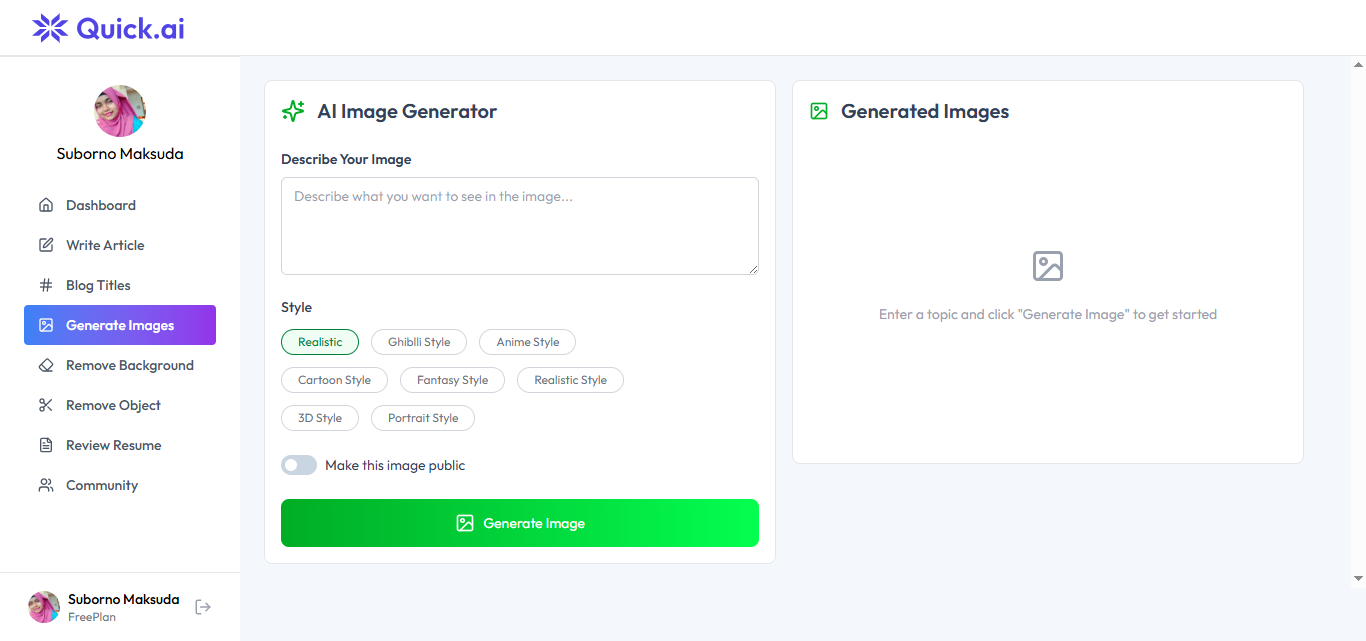 Quick.ai
Suborno Maksuda
Dashboard
Write Article
Blog Titles
Generate Images
Remove Background
Remove Object
Review Resume
Community
Suborno Maksuda
FreePlan
AI Image Generator
Describe Your Image
Describe what you want to see in the image...
Style
Realistic Ghiblli Style Anime Style
Cartoon Style Fantasy Style Realistic Style
3D Style Portrait Style
Make this image public
Generate Image
Generated Images
Enter a topic and click "Generate Image" to get started